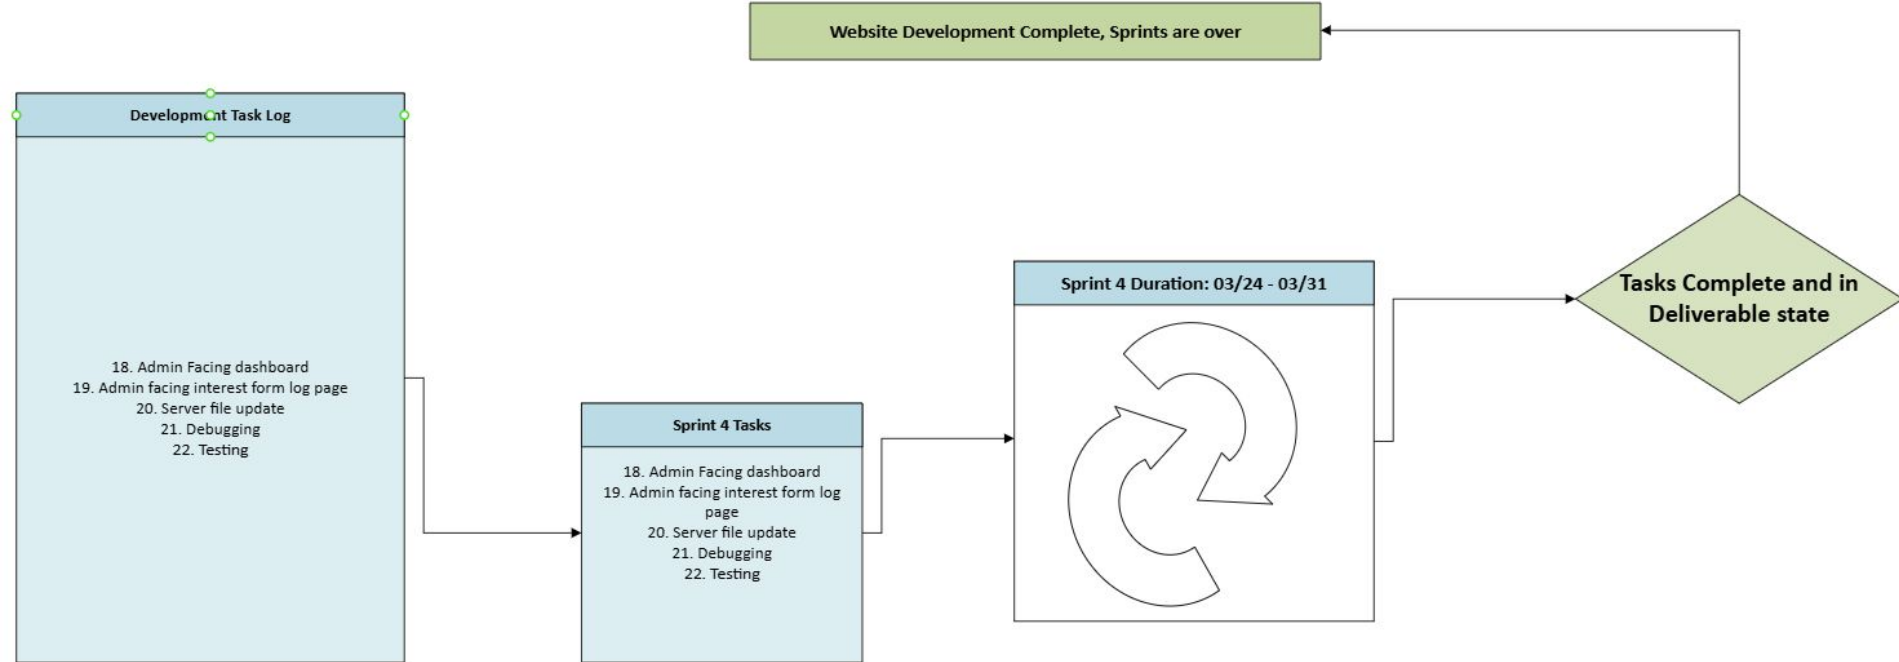 Website Development Complete, Sprints are over
Development Task Log
18. Admin Facing dashboard
19. Admin facing interest form log page
20. Server file update
21. Debugging
22. Testing
Sprint 4 Tasks
18. Admin Facing dashboard
19. Admin facing interest form log
page
20. Server file update
21. Debugging
22. Testing
Sprint 4 Duration: 03/24 - 03/31
Tasks Complete and in
Deliverable state